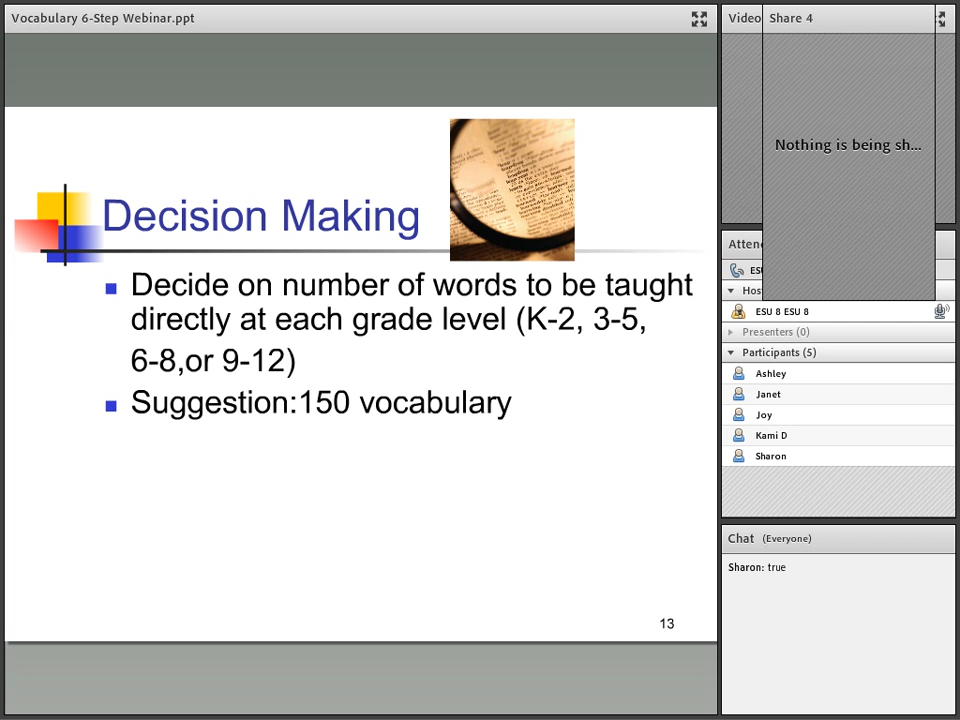 Vocabulary 6-Step Webinar.ppt
Decision Making
Decide on number of words to be taught
directly at each grade level (K-2, 3-5,
6-8,or 9-12)
Suggestion:150 vocabulary
13
Video
Share 4
Nothing is being sh...
Atten
ESU
Hos
ESU 8 ESU 8
Presenters (0)
Participants (5)
Ashley
Janet
Joy
Kami D
Sharon
Chat (Everyone)
Sharon: true